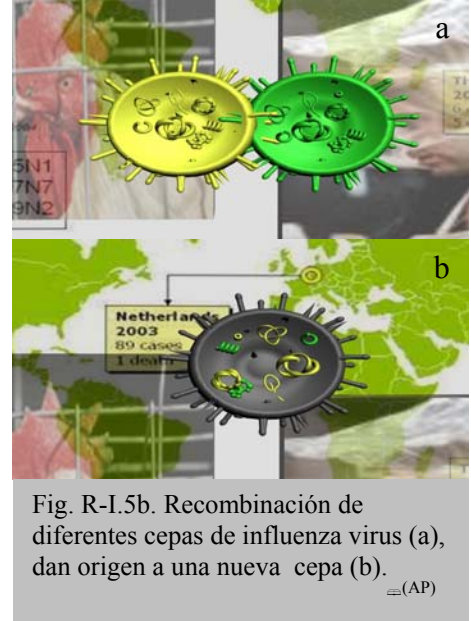 a
5N1
7N7
9N2
20
b
Netherlands
2003
89 cases
1 death
Fig. R-I.5b. Recombinación de
diferentes cepas de influenza virus (a),
dan origen a una nueva  cepa (b).
(AP)